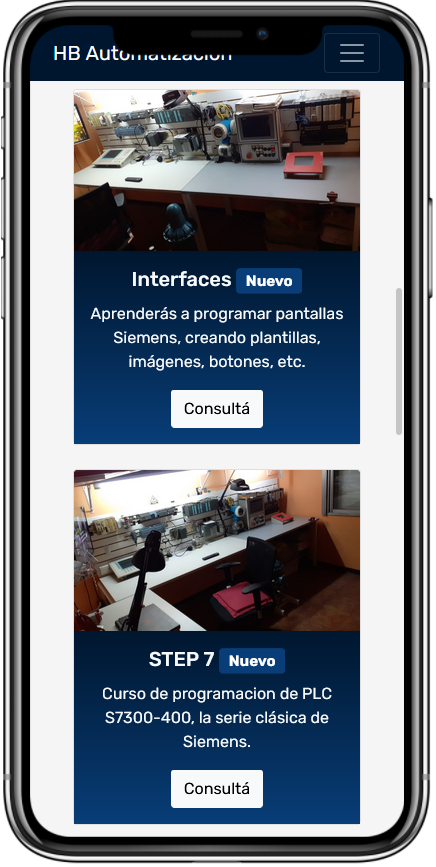 HB Automatización
Interfaces Nuevo
Aprenderás a programar pantallas
Siemens, creando plantillas,
imágenes, botones, etc.
Consultá
STEP 7 Nuevo
Curso de programacion de PLC
S7300-400, la serie clásica de
Siemens.
Consultá